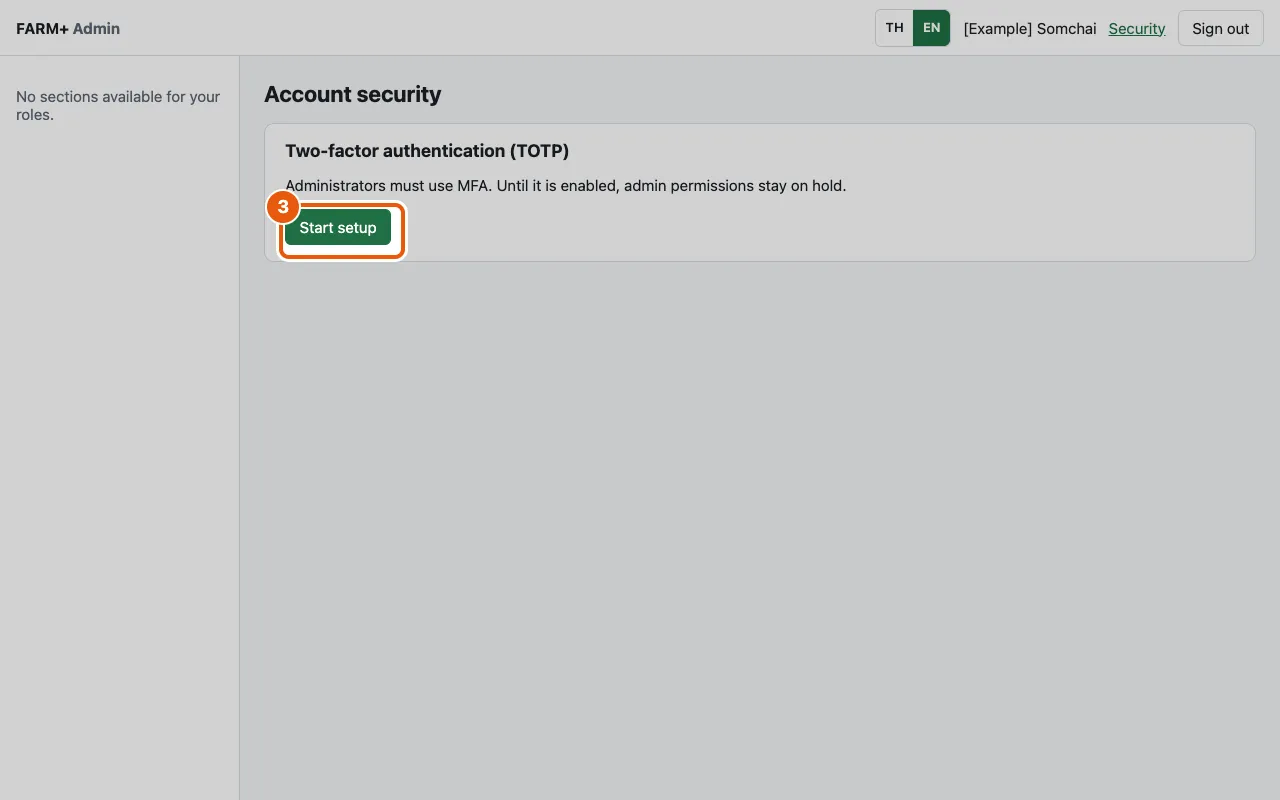 FARM+ Admin
TH EN [Example] Somchai Security Sign out
No sections available for your
roles.
Account security
Two-factor authentication (TOTP)
Administrators must use MFA. Until it is enabled, admin permissions stay on hold.
3
Start setup